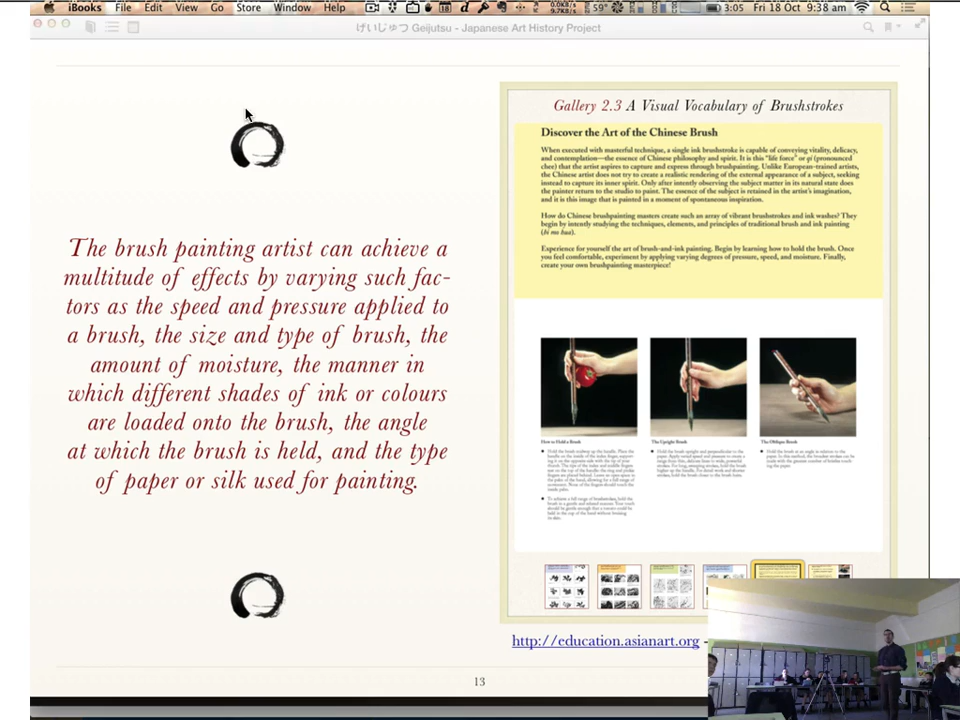 iBooks File Edit View Go Store Window Help 0.0KB/s 9.7KB/s 59° 3:05 Fri 18 Oct 9:38 am
げいじゅつ Geijutsu - Japanese Art History Project
The brush painting artist can achieve a
multitude of effects by varying such fac-
tors as the speed and pressure applied to
a brush, the size and type of brush, the
amount of moisture, the manner in
which different shades of ink or colours
are loaded onto the brush, the angle
at which the brush is held, and the type
of paper or silk used for painting.
Gallery 2.3 A Visual Vocabulary of Brushstrokes
Discover the Art of the Chinese Brush
When executed with masterful technique, a single ink brushstroke is capable of conveying vitality, delicacy,
and contemplation—the essence of Chinese philosophy and spirit. It is this "life force" or qi (pronounced
chee) that the artist aspires to capture and express through brushpainting. Unlike European-trained artists,
the Chinese artist does not try to create a realistic rendering of the external appearance of a subject, seeking
instead to capture its inner spirit. Only after intently observing the subject matter in its natural state does
the painter return to the studio to paint. The essence of the subject is retained in the artist's imagination,
and it is this image that is painted in a moment of spontaneous inspiration.
How do Chinese brushpainting masters create such an array of vibrant brushstrokes and ink washes? They
begin by intently studying the techniques, elements, and principles of traditional brush and ink painting
(bi mo hua).
Experience for yourself the art of brush-and-ink painting. Begin by learning how to hold the brush. Once
you feel comfortable, experiment by applying varying degrees of pressure, speed, and moisture. Finally,
create your own brushpainting masterpiece!
How to Hold a Brush
The Upright Brush
The Oblique Brush
http://education.asianart.org -
13